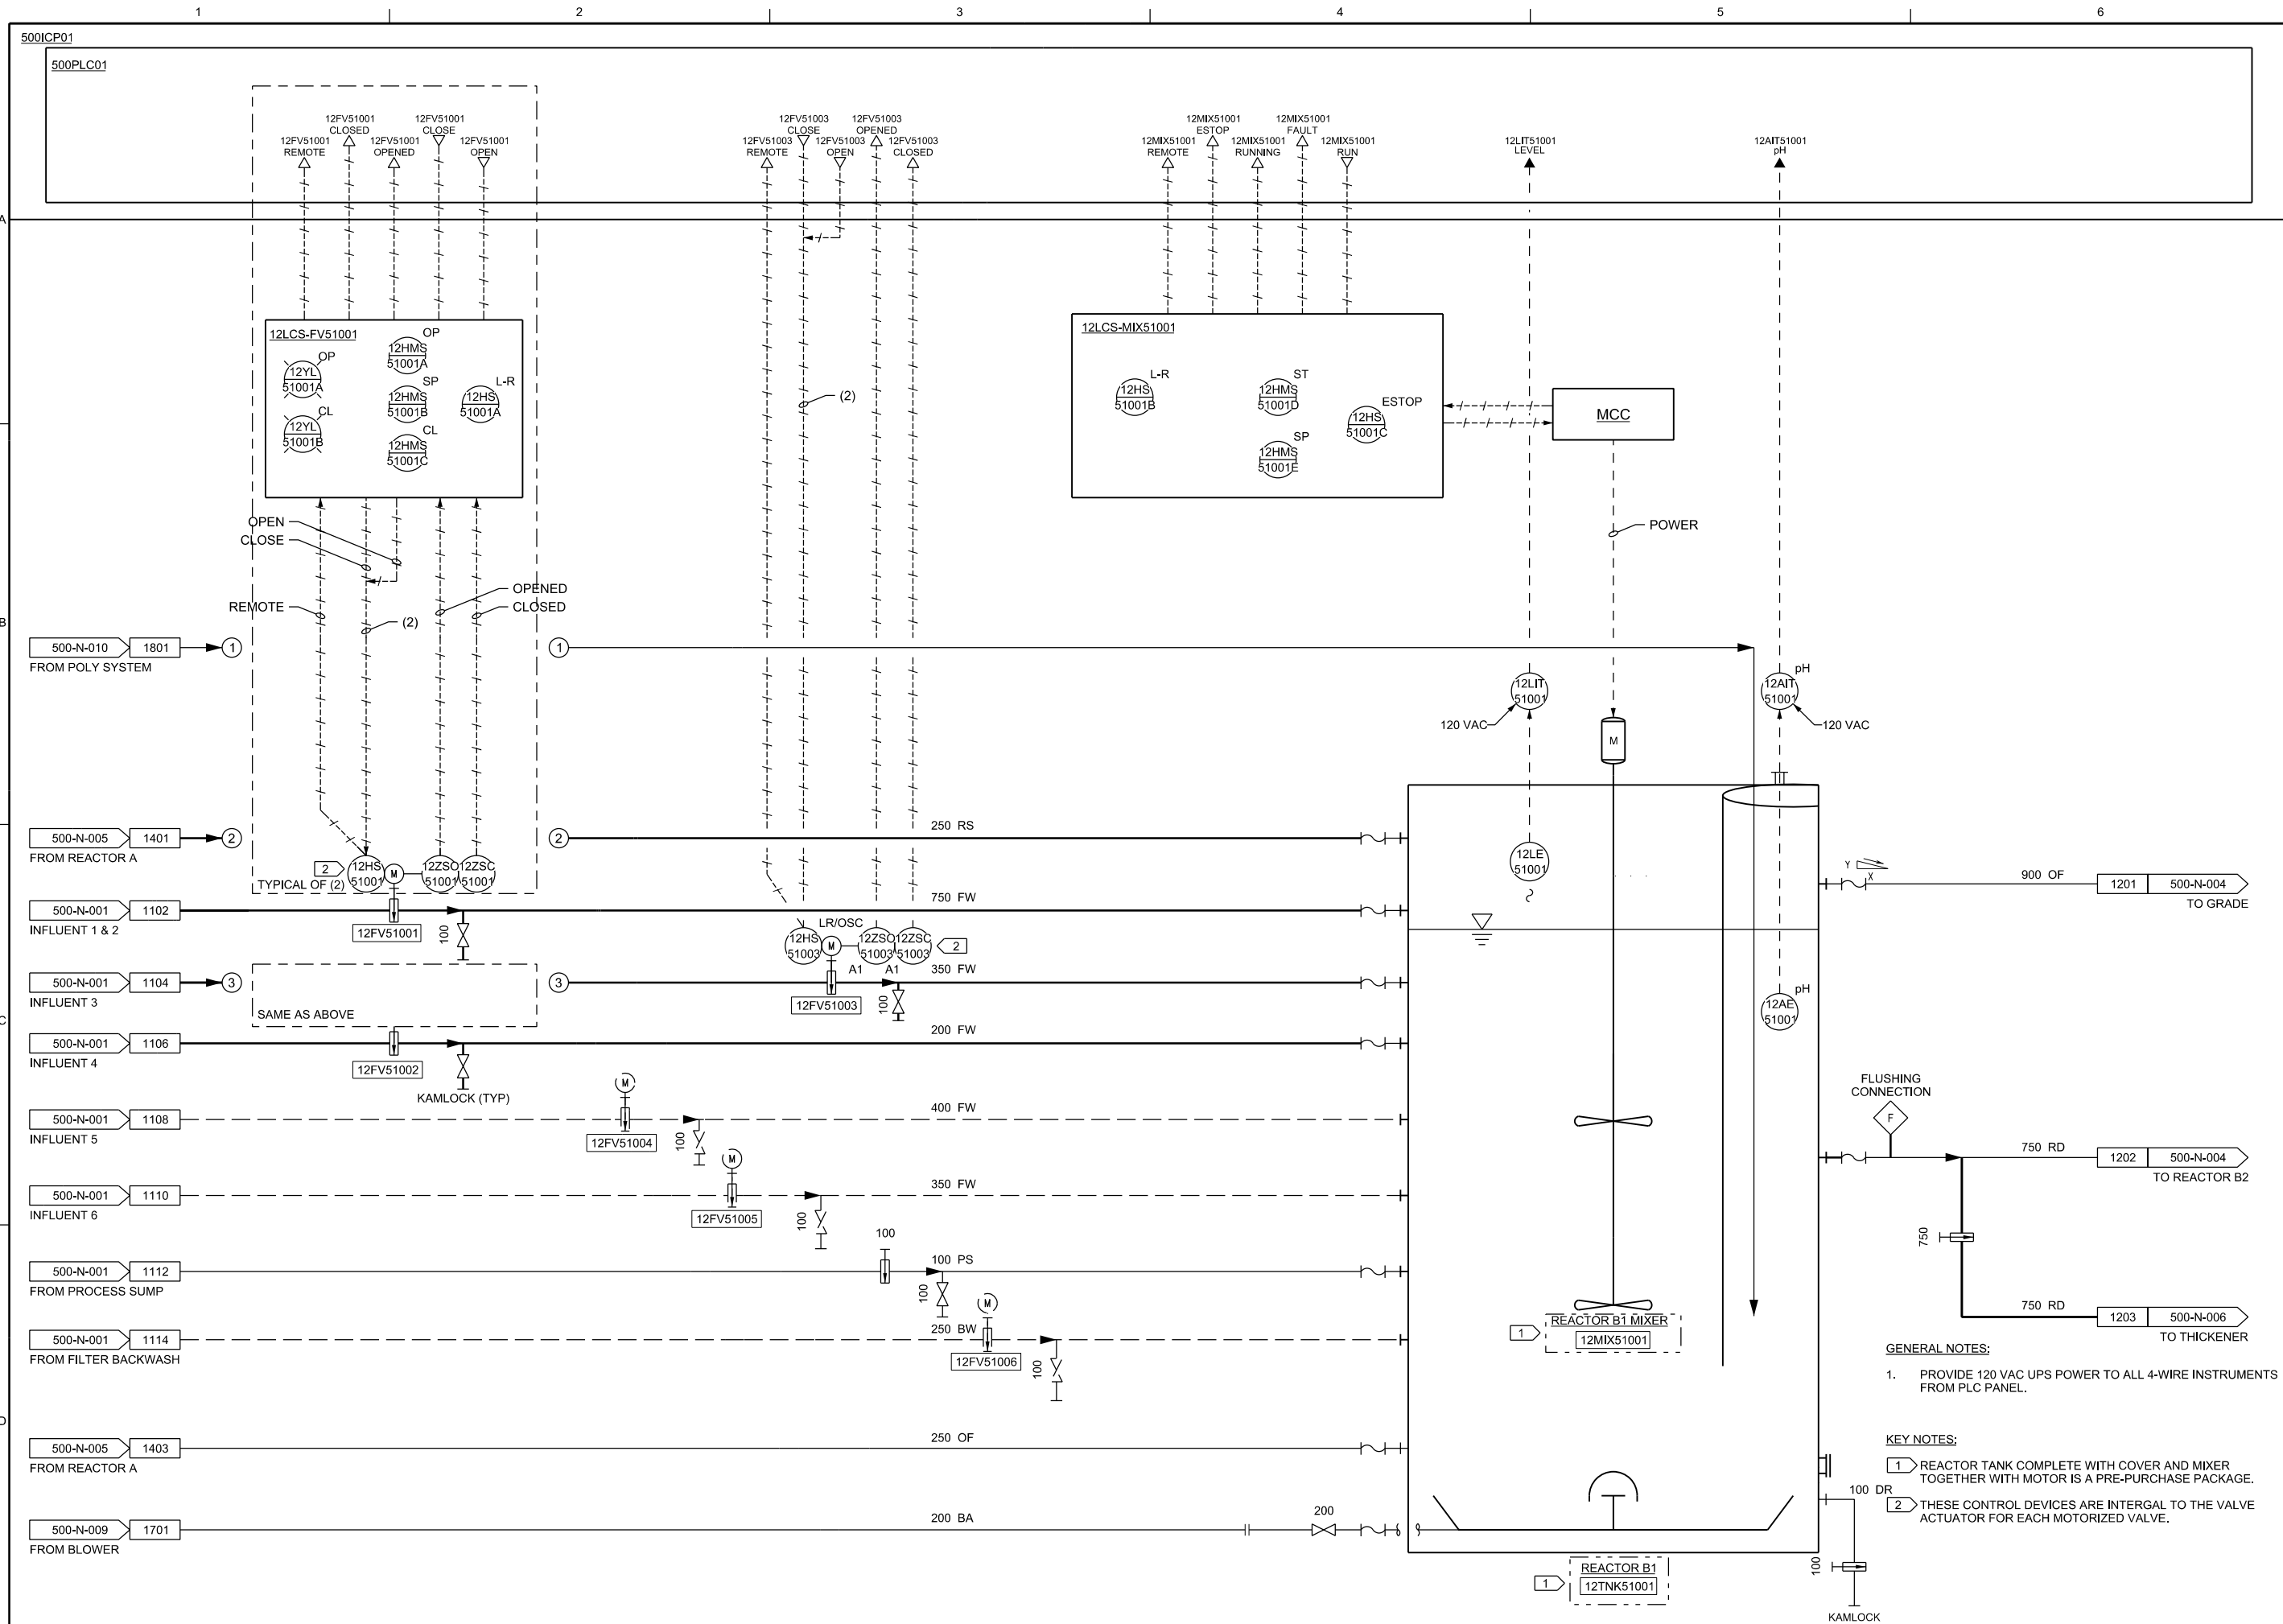 1
2
3
4
5
6
500ICP01
500PLC01
12FV51001
REMOTE
12FV51001
CLOSED
12FV51001
OPENED
12FV51001
CLOSE
12FV51001
OPEN
12FV51003
REMOTE
12FV51003
CLOSE
12FV51003
OPEN
12FV51003
OPENED
12FV51003
CLOSED
12MIX51001
REMOTE
12MIX51001
ESTOP
12MIX51001
RUNNING
12MIX51001
FAULT
12MIX51001
RUN
12LIT51001
LEVEL
12AIT51001
pH
A
12LCS-FV51001
OP
12YL
51001A
CL
12YL
51001B
OP
12HMS
51001A
SP
12HMS
51001B
CL
12HMS
51001C
L-R
12HS
51001A
(2)
12LCS-MIX51001
L-R
12HS
51001B
ST
12HMS
51001D
SP
12HMS
51001E
ESTOP
12HS
51001C
MCC
POWER
OPEN
CLOSE
REMOTE
OPENED
CLOSED
(2)
B
500-N-010
1801
1
1
FROM POLY SYSTEM
12LIT
51001
120 VAC
M
pH
12AIT
51001
120 VAC
500-N-005
1401
2
2
250 RS
FROM REACTOR A
2
12HS
51001
M
12ZSO
51001
12ZSC
51001
TYPICAL OF (2)
12LE
51001
Y
X
900 OF
1201
500-N-004
TO GRADE
500-N-001
1102
750 FW
INFLUENT 1 & 2
12FV51001
100
LR/OSC
12HS
51003
M
12ZSO
51003
12ZSC
51003
2
A1
A1
500-N-001
1104
3
3
350 FW
INFLUENT 3
SAME AS ABOVE
12FV51003
100
pH
12AE
51001
C
500-N-001
1106
200 FW
INFLUENT 4
12FV51002
KAMLOCK (TYP)
M
FLUSHING
CONNECTION
F
500-N-001
1108
400 FW
INFLUENT 5
12FV51004
100
M
750 RD
1202
500-N-004
TO REACTOR B2
500-N-001
1110
350 FW
INFLUENT 6
12FV51005
100
100
750
500-N-001
1112
100 PS
FROM PROCESS SUMP
100
M
750 RD
1203
500-N-006
TO THICKENER
500-N-001
1114
250 BW
FROM FILTER BACKWASH
12FV51006
100
1
REACTOR B1 MIXER
12MIX51001
GENERAL NOTES:
1. PROVIDE 120 VAC UPS POWER TO ALL 4-WIRE INSTRUMENTS
FROM PLC PANEL.
D
500-N-005
1403
250 OF
FROM REACTOR A
KEY NOTES:
1 REACTOR TANK COMPLETE WITH COVER AND MIXER
TOGETHER WITH MOTOR IS A PRE-PURCHASE PACKAGE.
2 THESE CONTROL DEVICES ARE INTERGAL TO THE VALVE
ACTUATOR FOR EACH MOTORIZED VALVE.
100 DR
500-N-009
1701
200 BA
200
FROM BLOWER
1
REACTOR B1
12TNK51001
100
KAMLOCK